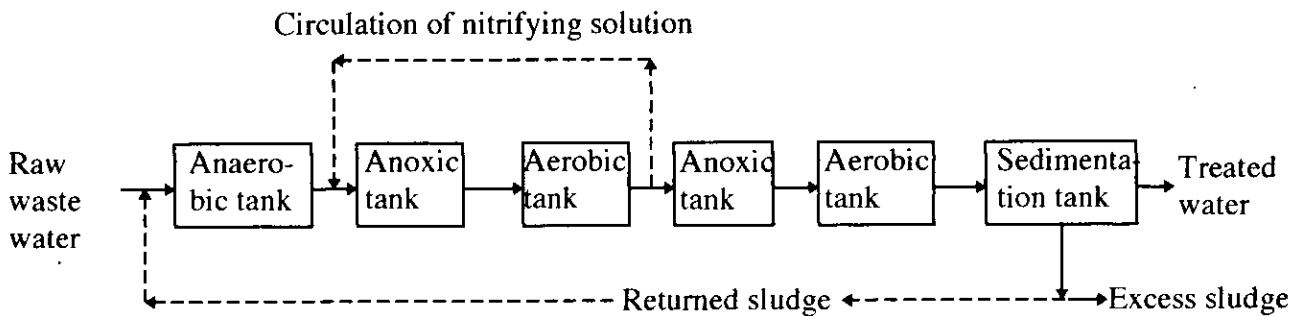 Circulation of nitrifying solution
Raw
waste
water
Anaero-
bic tank
Anoxic
tank
Aerobic
tank
Anoxic
tank
Aerobic
tank
Sedimenta-
tion tank
Treated
water
Returned sludge
Excess sludge